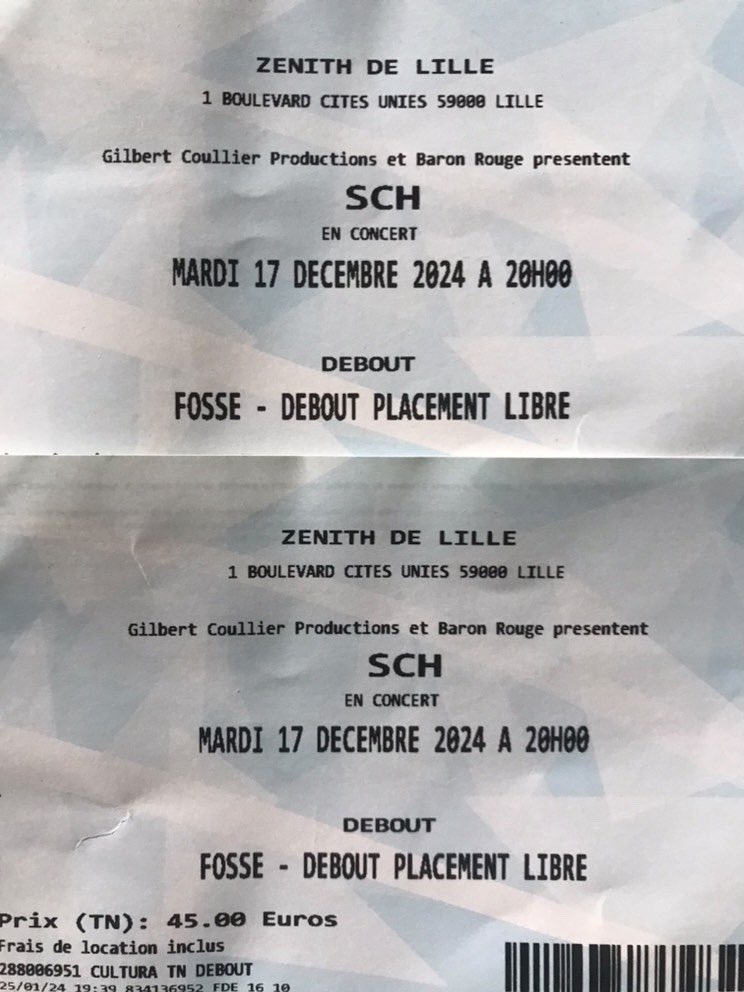 ZENITH DE LILLE
1 BOULEVARD CITES UNIES 59000 LILLE
Gilbert Coullier Productions et Baron Rouge presentent
SCH
EN CONCERT
MARDI 17 DECEMBRE 2024 A 20H00
DEBOUT
FOSSE - DEBOUT PLACEMENT LIBRE
ZENITH DE LILLE
1 BOULEVARD CITES UNIES 59000 LILLE
Gilbert Coullier Productions et Baron Rouge presentent
SCH
EN CONCERT
MARDI 17 DECEMBRE 2024 A 20H00
DEBOUT
FOSSE - DEBOUT PLACEMENT LIBRE
Prix (TN): 45.00 Euros
Frais de location inclus
288006951 CULTURA TN DEBOUT
25/01/24 19:39 834136952 FDE 16 10